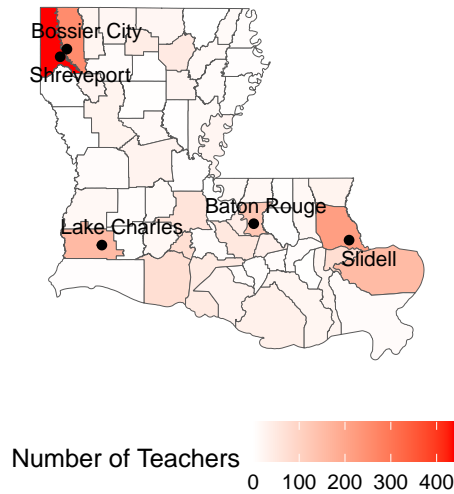 Bossier City
Shreveport
Baton Rouge
Lake Charles
Slidell
Number of Teachers
0 100 200 300 400